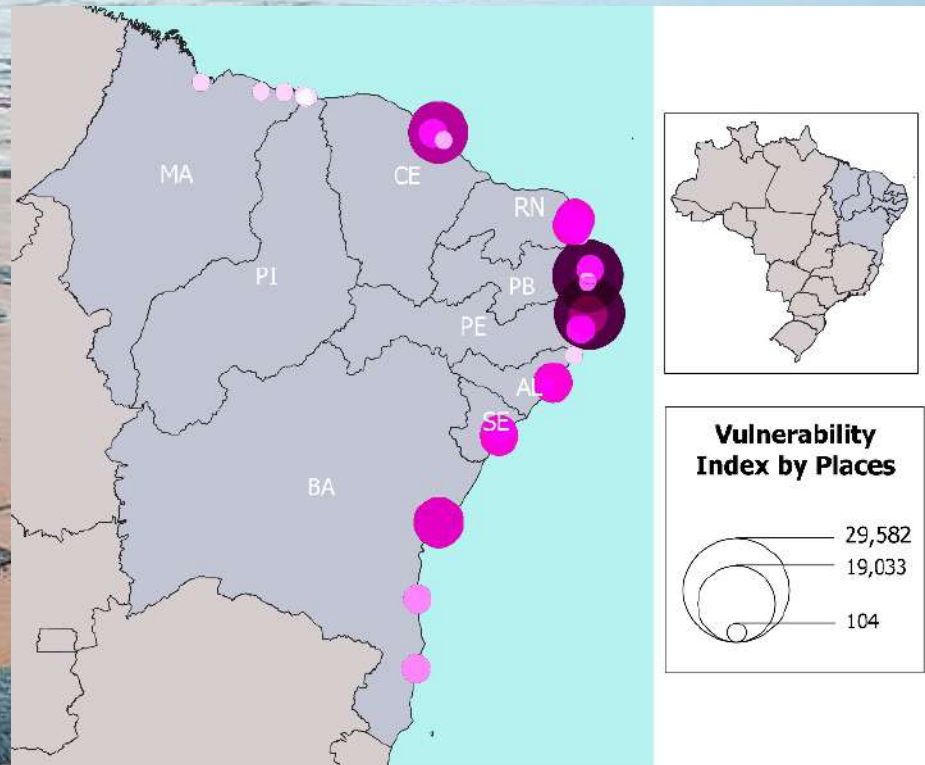 MA
CE
RN
PI
PB
PE
AL
SE
BA
Vulnerability
Index by Places
29,582
19,033
104